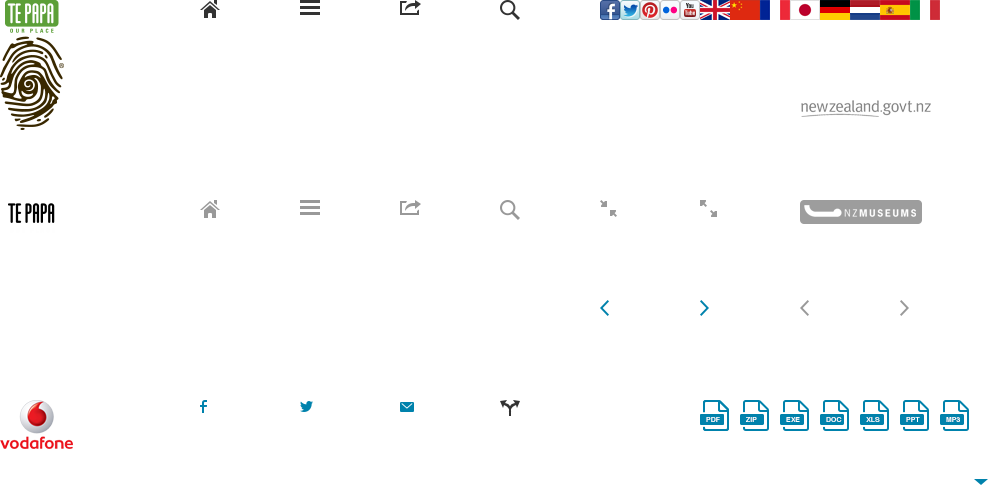 TE PAPA
OUR PLACE
You
Tube
®
newzealand.govt.nz
TE PAPA
NZMUSEUMS
vodafone
PDF ZIP EXE DOC XLS PPT MP3